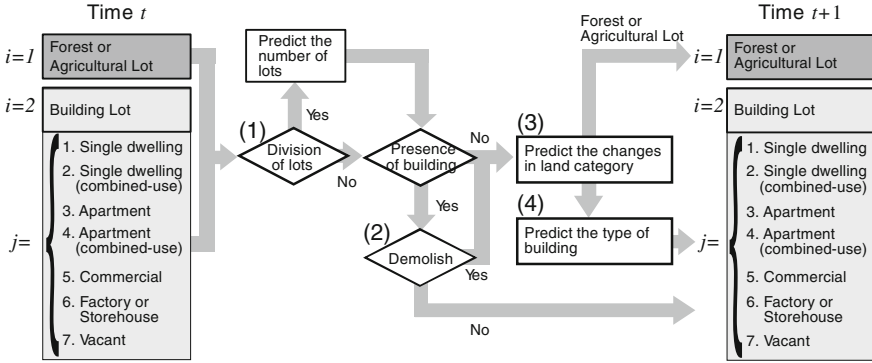 Time t
i=1
Forest or
Agricultural Lot
i=2
Building Lot
j=
1. Single dwelling
2. Single dwelling
(combined-use)
3. Apartment
4. Apartment
(combined-use)
5. Commercial
6. Factory or
Storehouse
7. Vacant
Predict the
number of
lots
Yes
(1)
Division
of lots
No
Presence
of building
No
Yes
(2)
Demolish
Yes
No
Forest or
Agricultural Lot
(3)
Predict the changes
in land category
(4)
Predict the type of
building
Time t+1
i=1
Forest or
Agricultural Lot
i=2
Building Lot
j=
1. Single dwelling
2. Single dwelling
(combined-use)
3. Apartment
4. Apartment
(combined-use)
5. Commercial
6. Factory or
Storehouse
7. Vacant